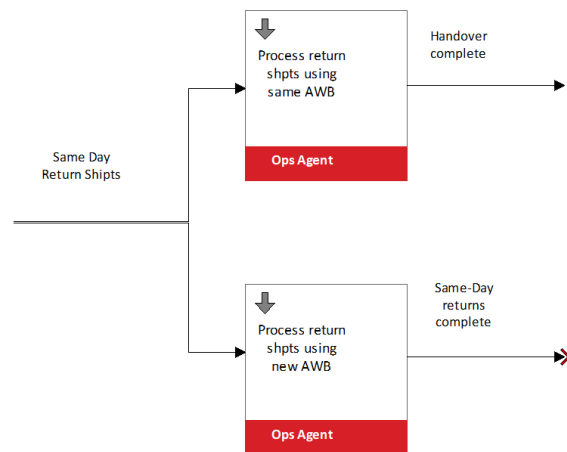 Process return
shpts using
same AWB
Ops Agent
Handover
complete
Same Day
Return Shipts
Process return
shpts using
new AWB
Ops Agent
Same-Day
returns
complete